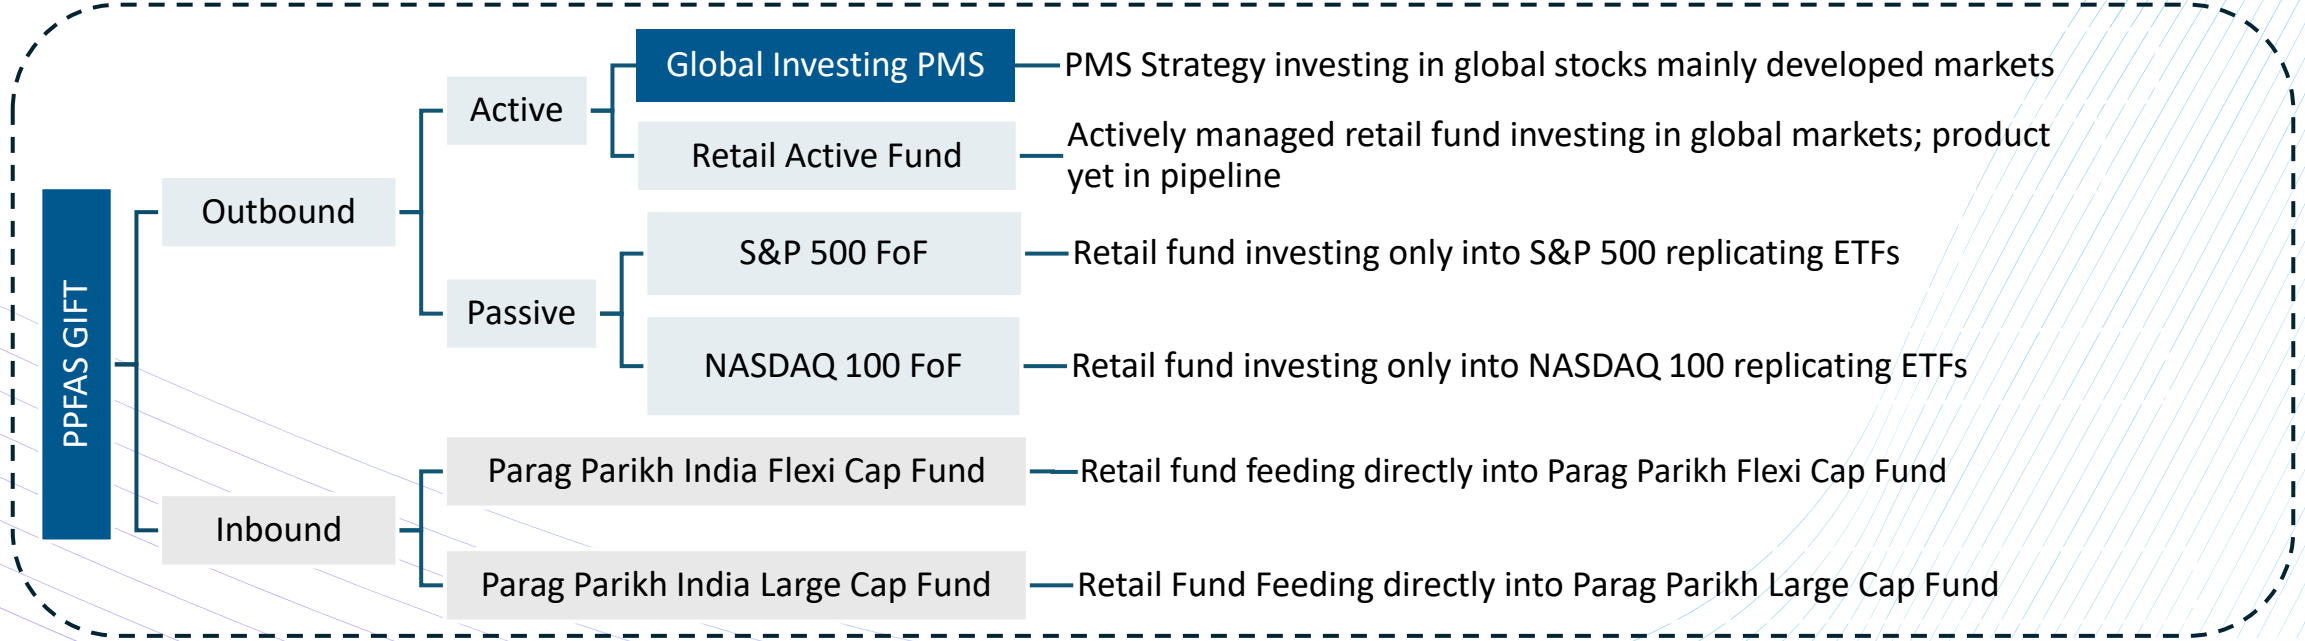 PPFAS GIFT
Outbound
Active
Global Investing PMS
PMS Strategy investing in global stocks mainly developed markets
Retail Active Fund
Actively managed retail fund investing in global markets; product
yet in pipeline
Passive
S&P 500 FoF
Retail fund investing only into S&P 500 replicating ETFs
NASDAQ 100 FoF
Retail fund investing only into NASDAQ 100 replicating ETFs
Inbound
Parag Parikh India Flexi Cap Fund
Retail fund feeding directly into Parag Parikh Flexi Cap Fund
Parag Parikh India Large Cap Fund
Retail Fund Feeding directly into Parag Parikh Large Cap Fund